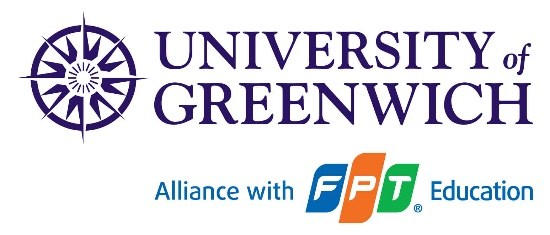 UNIVERSITY of
GREENWICH
Alliance with FPT® Education